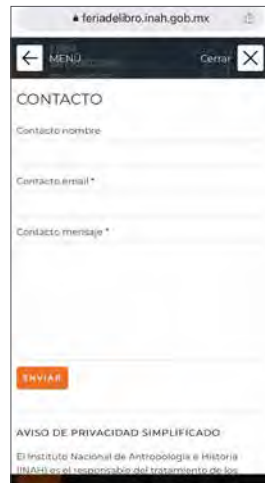 feriadelibro.inah.gob.mx
MENÚ
Cerrar
CONTACTO
Contacto nombre
Contacto email *
Contacto mensaje *
ENVIAR
AVISO DE PRIVACIDAD SIMPLIFICADO
El Instituto Nacional de Antropología e Historia
(INAH) es el responsable del tratamiento de los